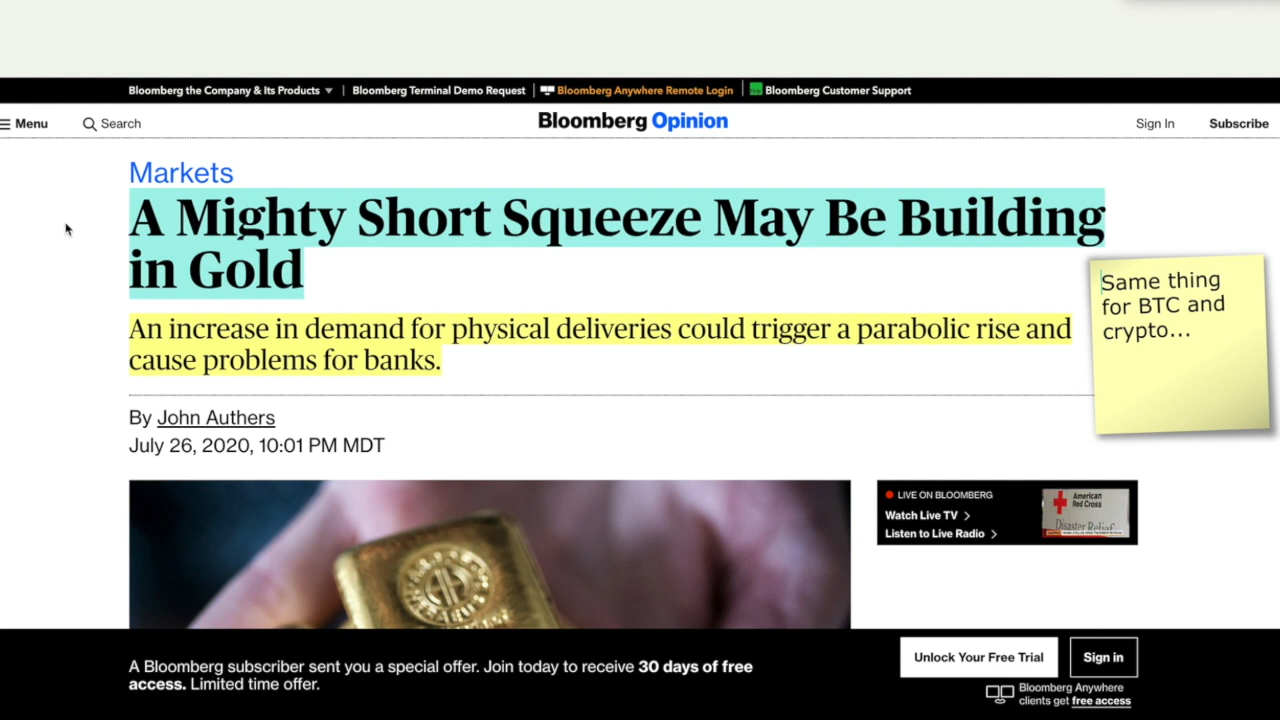 Bloomberg the Company & Its Products ▼ | Bloomberg Terminal Demo Request | Bloomberg Anywhere Remote Login | Bloomberg Customer Support
Menu Search Bloomberg Opinion Sign In Subscribe
Markets
A Mighty Short Squeeze May Be Building
in Gold
An increase in demand for physical deliveries could trigger a parabolic rise and
cause problems for banks.
Same thing
for BTC and
crypto...
By John Authers
July 26, 2020, 10:01 PM MDT
LIVE ON BLOOMBERG
Watch Live TV >
Listen to Live Radio >
American
Red Cross
Disaster Relief
A Bloomberg subscriber sent you a special offer. Join today to receive 30 days of free
access. Limited time offer.
Unlock Your Free Trial
Sign in
Bloomberg Anywhere
clients get free access